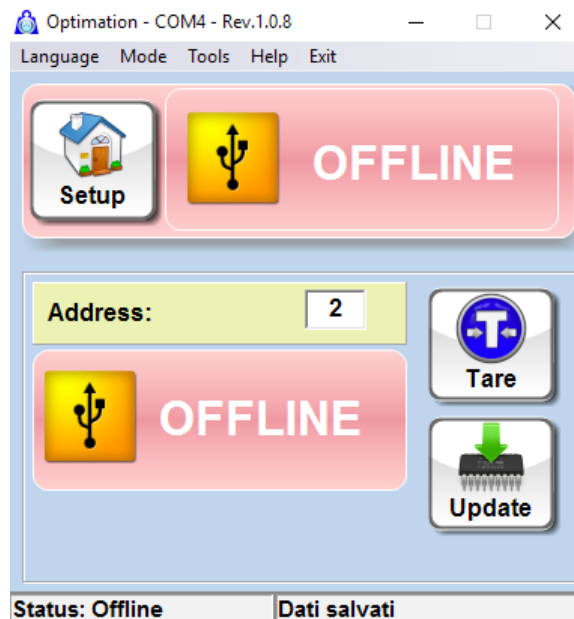 Optimation - COM4 - Rev.1.0.8
Language Mode Tools Help Exit
Setup
OFFLINE
Address: 2
Tare
OFFLINE
Update
Status: Offline Dati salvati